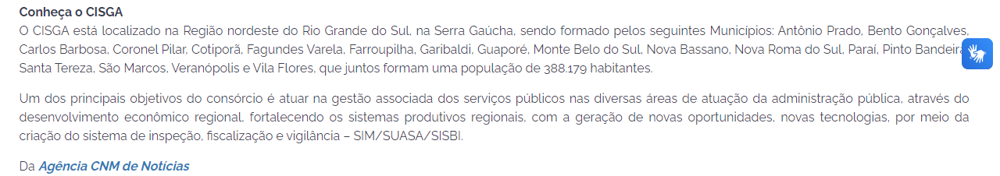 Conheça o CISGA
O CISGA está localizado na Região nordeste do Rio Grande do Sul, na Serra Gaúcha, sendo formado pelos seguintes Municípios: Antônio Prado, Bento Gonçalves,
Carlos Barbosa, Coronel Pilar, Cotiporã, Fagundes Varela, Farroupilha, Garibaldi, Guaporé, Monte Belo do Sul, Nova Bassano, Nova Roma do Sul, Paraí, Pinto Bandeira,
Santa Tereza, São Marcos, Veranópolis e Vila Flores, que juntos formam uma população de 388.179 habitantes.
Um dos principais objetivos do consórcio é atuar na gestão associada dos serviços públicos nas diversas áreas de atuação da administração pública, através do
desenvolvimento econômico regional, fortalecendo os sistemas produtivos regionais, com a geração de novas oportunidades, novas tecnologias, por meio da
criação do sistema de inspeção, fiscalização e vigilância – SIM/SUASA/SISBI.
Da Agência CNM de Notícias